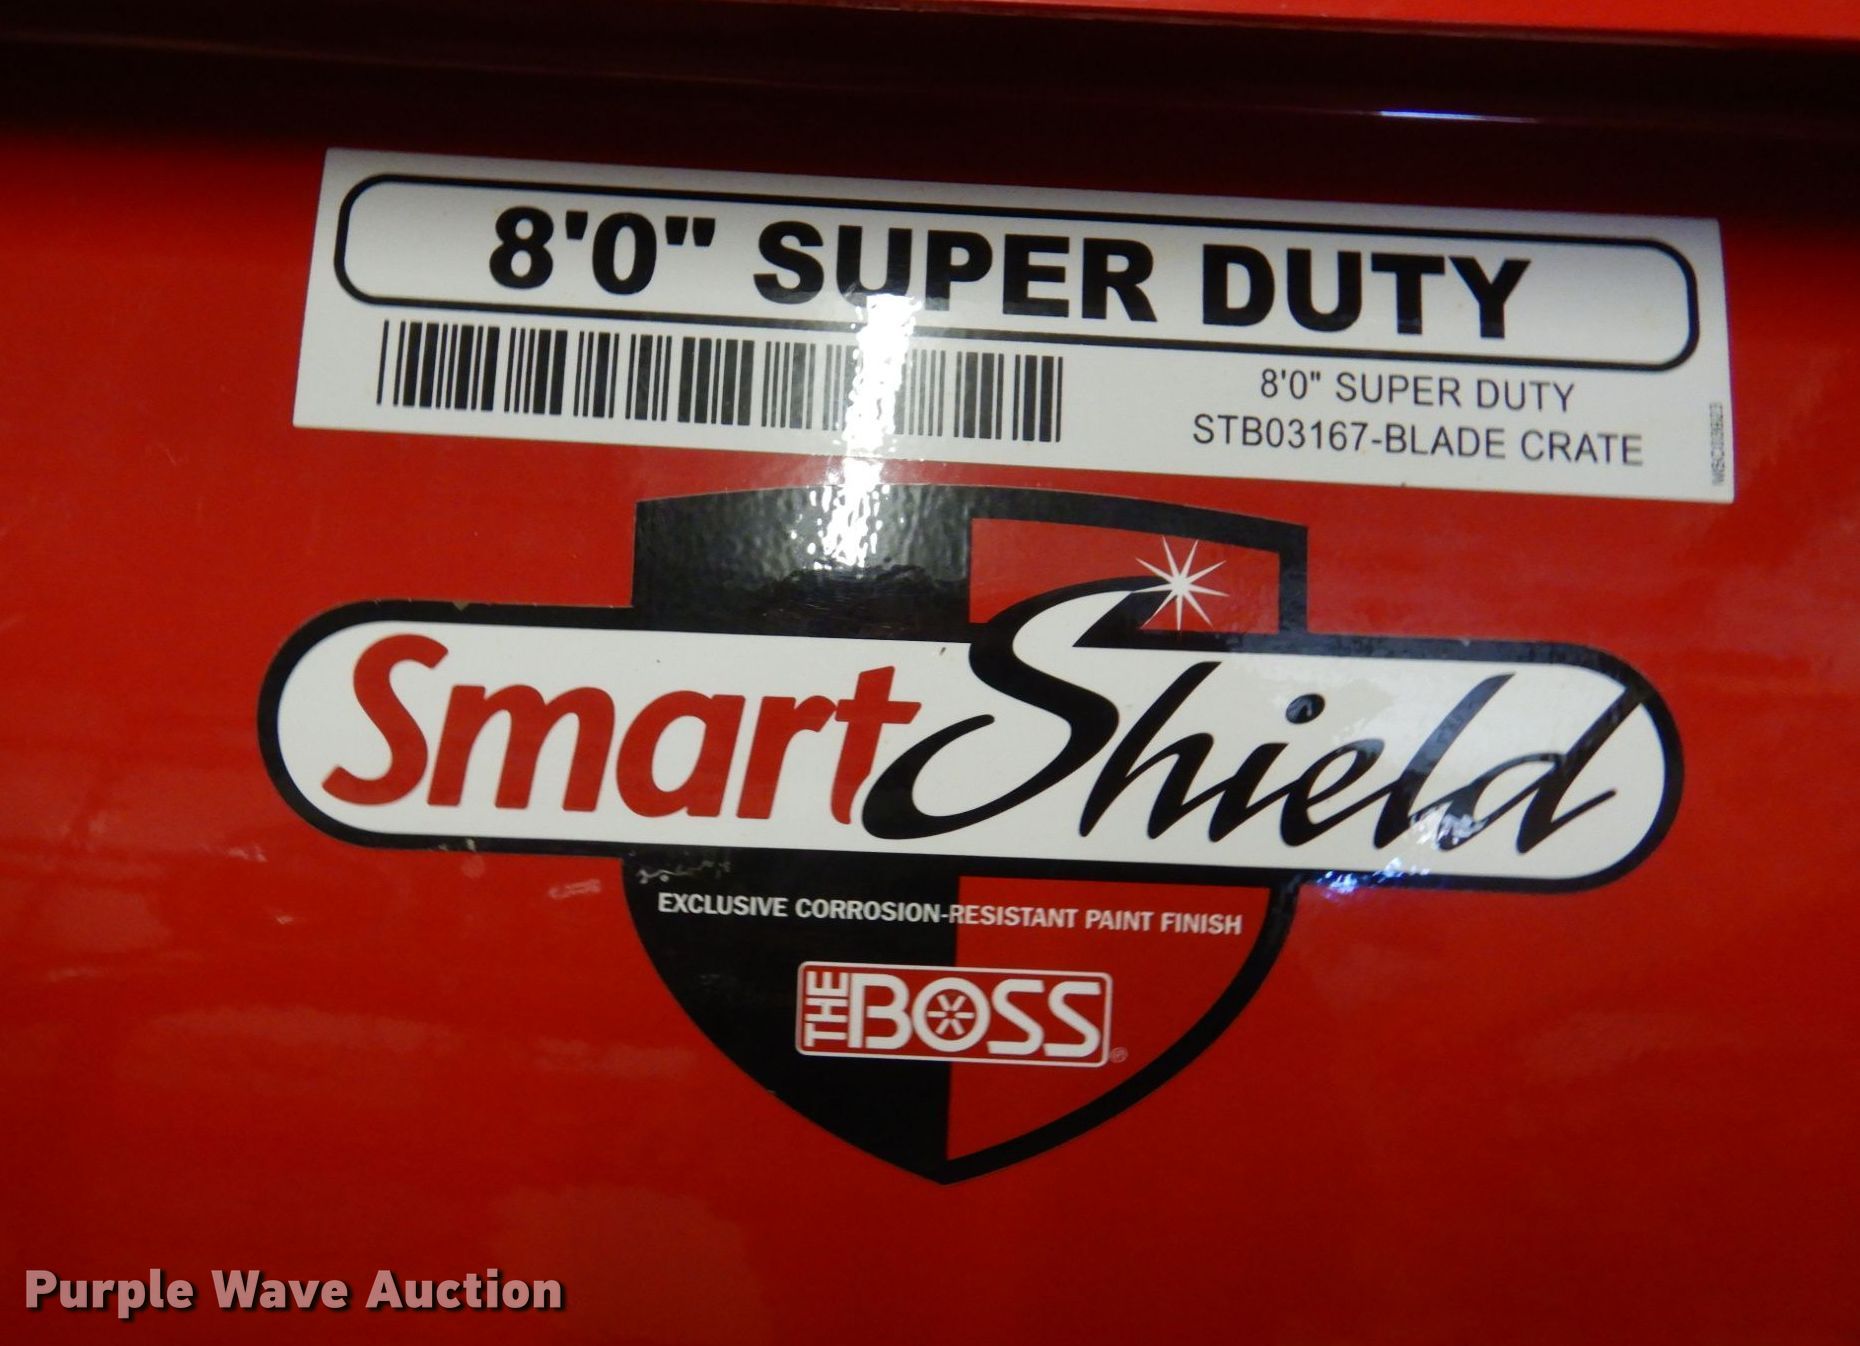 8'0" SUPER DUTY
8'0" SUPER DUTY
STB03167-BLADE CRATE
SmartShield
EXCLUSIVE CORROSION-RESISTANT PAINT FINISH
THE BOSS®
Purple Wave Auction